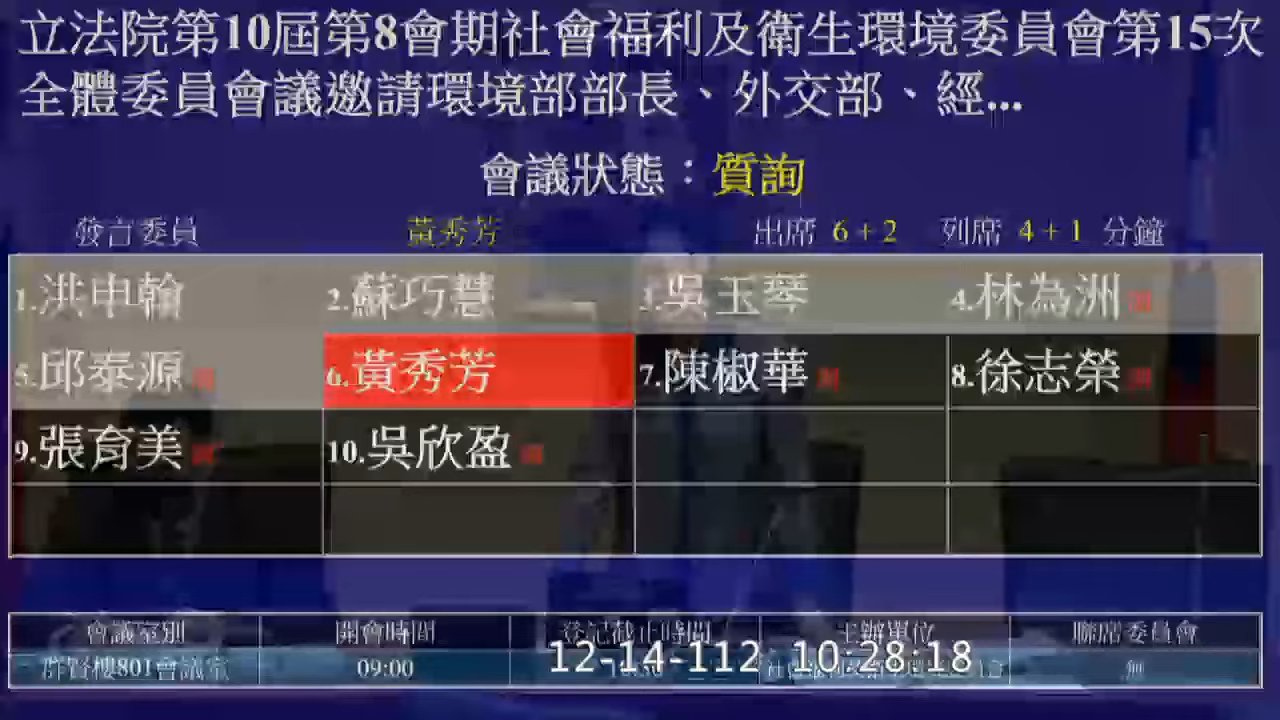 立法院第10屆第8會期社會福利及衛生環境委員會第15次
全體委員會議邀請環境部部長、外交部、經...
會議狀態：質詢
發言委員 黃秀芳 出席 6 + 2 列席 4 + 1 分鐘
1.洪申翰 2.蘇巧慧 3.吳玉琴 4.林為洲
5.邱泰源 6.黃秀芳 7.陳椒華 8.徐志榮
9.張育美 10.吳欣盈
會議室別 開會時間 登記截止時間 主辦單位 聯席委員會
群賢樓801會議室 09:00 無
12-14-112 10:28:18